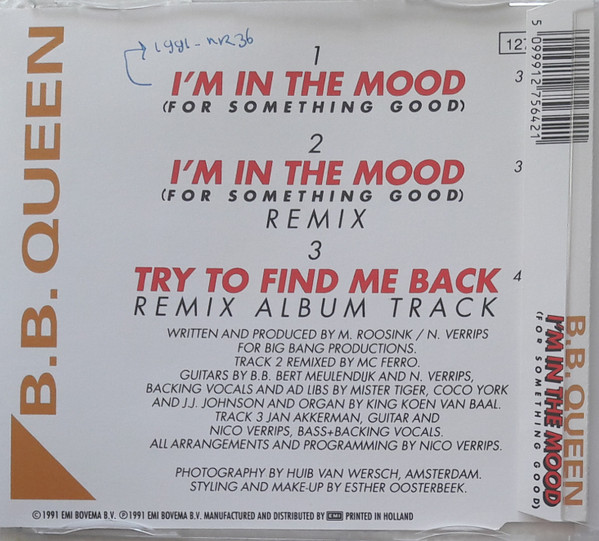 B.B. QUEEN
1991 - nr 36
1
I'M IN THE MOOD
(FOR SOMETHING GOOD)
3
2
I'M IN THE MOOD
(FOR SOMETHING GOOD)
3
REMIX
3
TRY TO FIND ME BACK
4
REMIX ALBUM TRACK
WRITTEN AND PRODUCED BY M. ROOSINK / N. VERRIPS
FOR BIG BANG PRODUCTIONS.
TRACK 2 REMIXED BY MC FERRO.
GUITARS BY B.B. BERT MEULENDIJK AND N. VERRIPS,
BACKING VOCALS AND AD LIBS BY MISTER TIGER, COCO YORK
AND J.J. JOHNSON AND ORGAN BY KING KOEN VAN BAAL.
TRACK 3 JAN AKKERMAN, GUITAR AND
NICO VERRIPS, BASS+BACKING VOCALS.
ALL ARRANGEMENTS AND PROGRAMMING BY NICO VERRIPS.
PHOTOGRAPHY BY HUIB VAN WERSCH, AMSTERDAM.
STYLING AND MAKE-UP BY ESTHER OOSTERBEEK.
© 1991 EMI BOVEMA B.V. ℗ 1991 EMI BOVEMA B.V. MANUFACTURED AND DISTRIBUTED BY EMI PRINTED IN HOLLAND
127
5 099912 756421
B.B. QUEEN
I'M IN THE MOOD
(FOR SOMETHING GOOD)